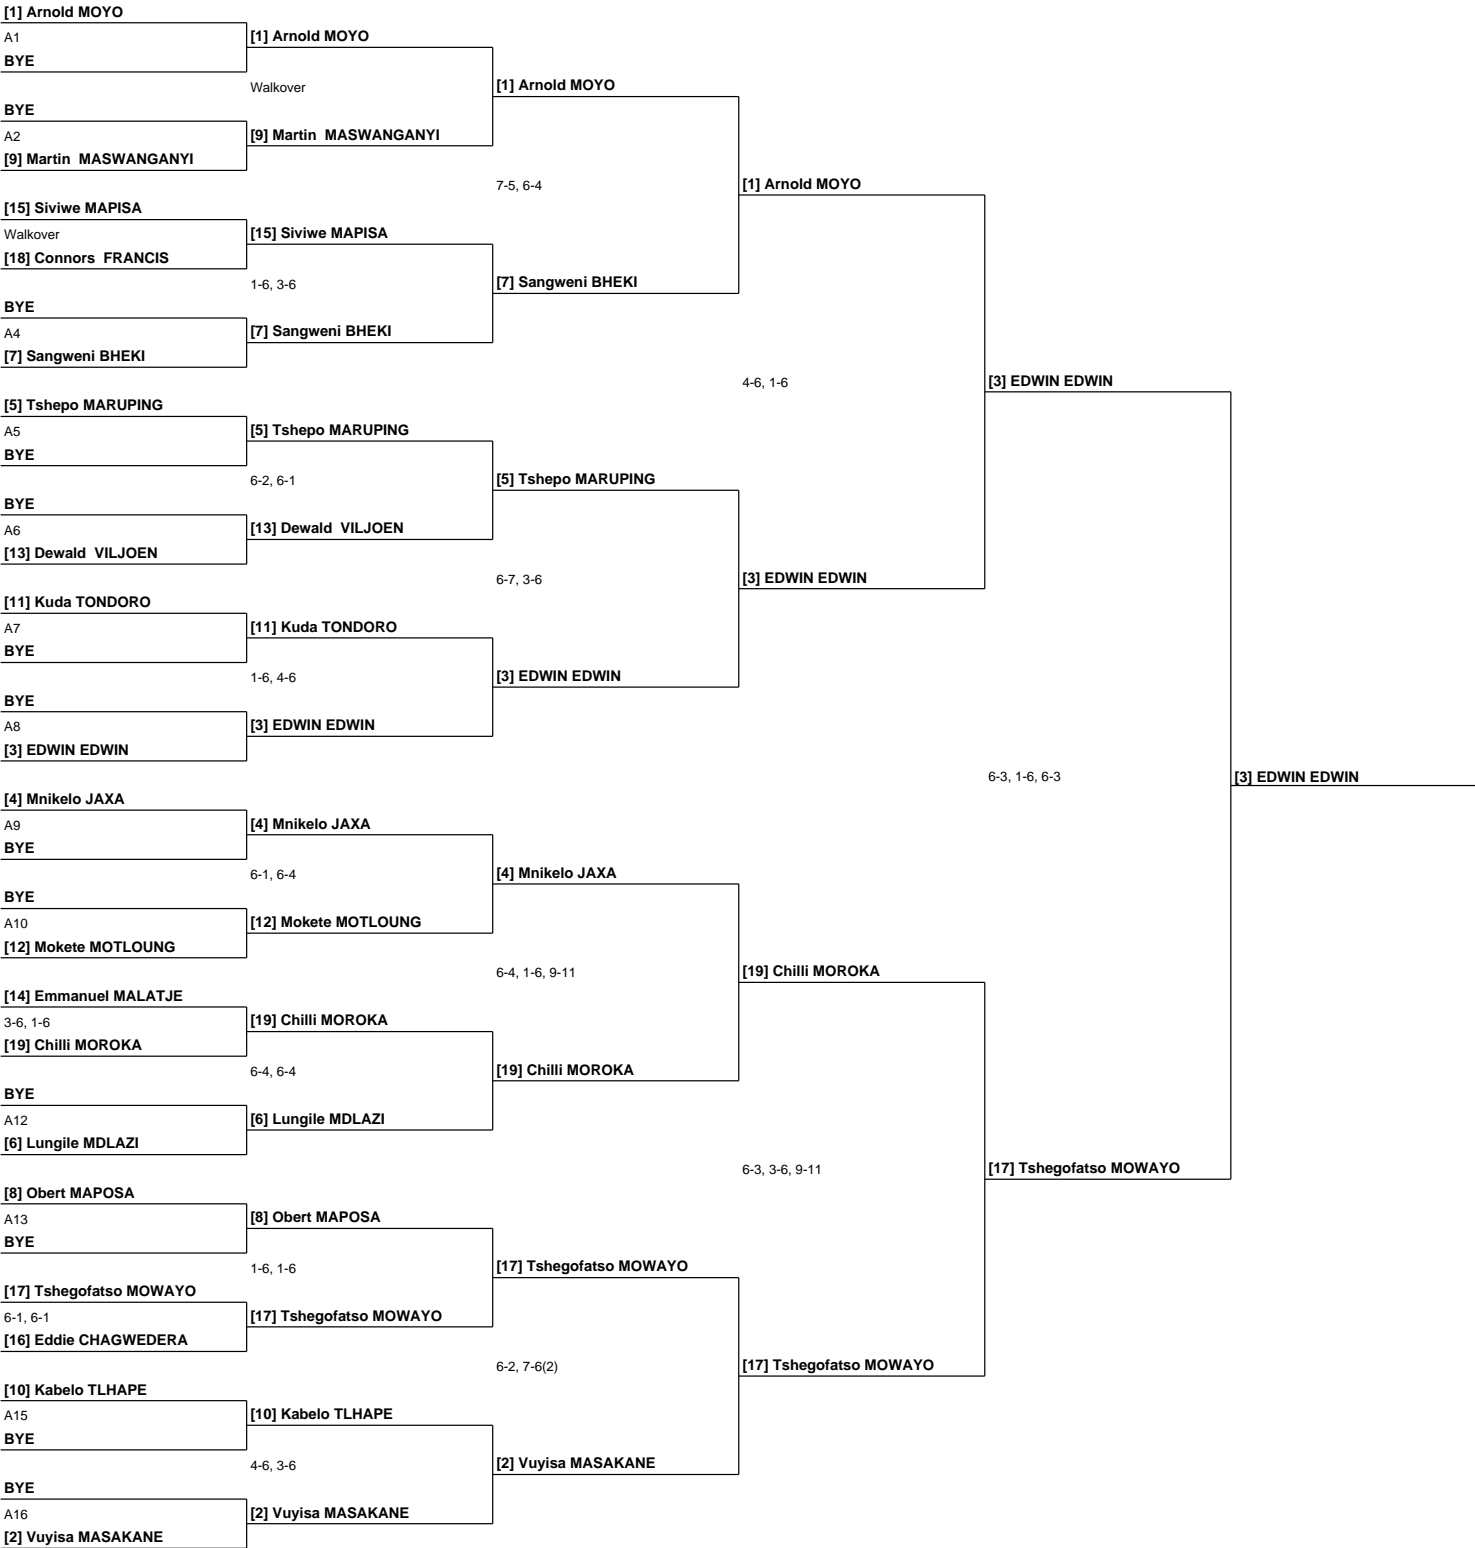 [1] Arnold MOYO
A1
BYE
BYE
A2
[9] Martin  MASWANGANYI
[15] Siviwe MAPISA
Walkover
[18] Connors  FRANCIS
BYE
A4
[7] Sangweni BHEKI
[5] Tshepo MARUPING
A5
BYE
BYE
A6
[13] Dewald  VILJOEN
[11] Kuda TONDORO
A7
BYE
BYE
A8
[3] EDWIN EDWIN
[4] Mnikelo JAXA
A9
BYE
BYE
A10
[12] Mokete MOTLOUNG
[14] Emmanuel MALATJE
3-6, 1-6
[19] Chilli MOROKA
BYE
A12
[6] Lungile MDLAZI
[8] Obert MAPOSA
A13
BYE
[17] Tshegofatso MOWAYO
6-1, 6-1
[16] Eddie CHAGWEDERA
[10] Kabelo TLHAPE
A15
BYE
BYE
A16
[2] Vuyisa MASAKANE
[1] Arnold MOYO
Walkover
[9] Martin  MASWANGANYI
[15] Siviwe MAPISA
1-6, 3-6
[7] Sangweni BHEKI
[5] Tshepo MARUPING
6-2, 6-1
[13] Dewald  VILJOEN
[11] Kuda TONDORO
1-6, 4-6
[3] EDWIN EDWIN
[4] Mnikelo JAXA
6-1, 6-4
[12] Mokete MOTLOUNG
[19] Chilli MOROKA
6-4, 6-4
[6] Lungile MDLAZI
[8] Obert MAPOSA
1-6, 1-6
[17] Tshegofatso MOWAYO
[10] Kabelo TLHAPE
4-6, 3-6
[2] Vuyisa MASAKANE
[1] Arnold MOYO
7-5, 6-4
[7] Sangweni BHEKI
[5] Tshepo MARUPING
6-7, 3-6
[3] EDWIN EDWIN
[4] Mnikelo JAXA
6-4, 1-6, 9-11
[19] Chilli MOROKA
[17] Tshegofatso MOWAYO
6-2, 7-6(2)
[2] Vuyisa MASAKANE
[1] Arnold MOYO
4-6, 1-6
[3] EDWIN EDWIN
[19] Chilli MOROKA
6-3, 3-6, 9-11
[17] Tshegofatso MOWAYO
[3] EDWIN EDWIN
6-3, 1-6, 6-3
[17] Tshegofatso MOWAYO
[3] EDWIN EDWIN